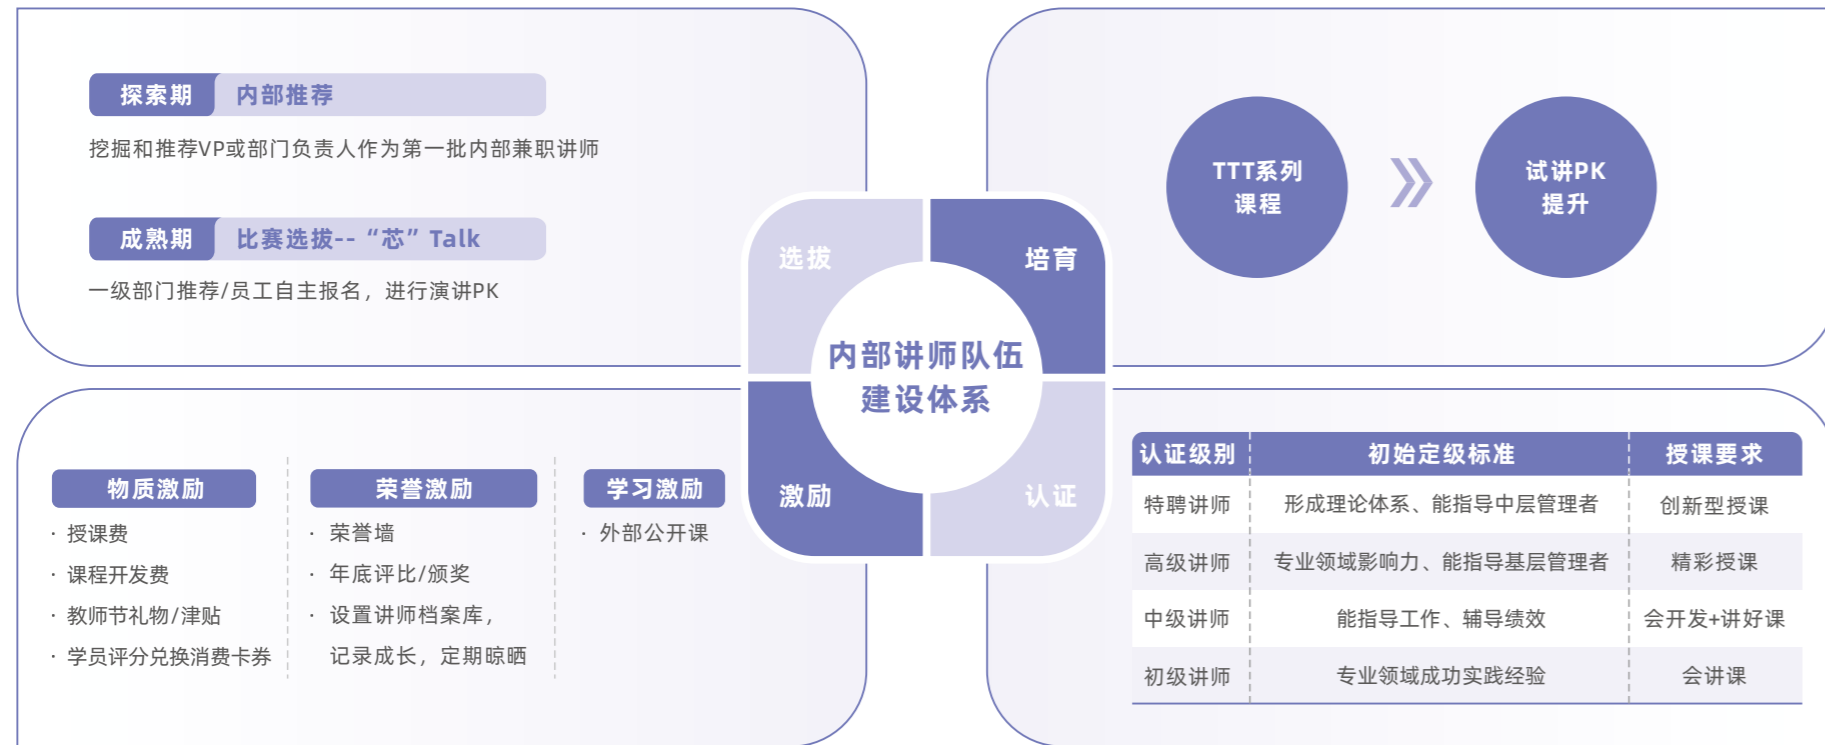 探索期 内部推荐
挖掘和推荐VP或部门负责人作为第一批内部兼职讲师
成熟期 比赛选拔--“芯”Talk
一级部门推荐/员工自主报名，进行演讲PK
TTT系列
课程
试讲PK
提升
选拔
培育
内部讲师队伍
建设体系
激励
认证
物质激励
· 授课费
· 课程开发费
· 教师节礼物/津贴
· 学员评分兑换消费卡券
荣誉激励
· 荣誉墙
· 年底评比/颁奖
· 设置讲师档案库，
记录成长，定期晾晒
学习激励
· 外部公开课
认证级别 初始定级标准 授课要求
特聘讲师 形成理论体系、能指导中层管理者 创新型授课
高级讲师 专业领域影响力、能指导基层管理者 精彩授课
中级讲师 能指导工作、辅导绩效 会开发+讲好课
初级讲师 专业领域成功实践经验 会讲课